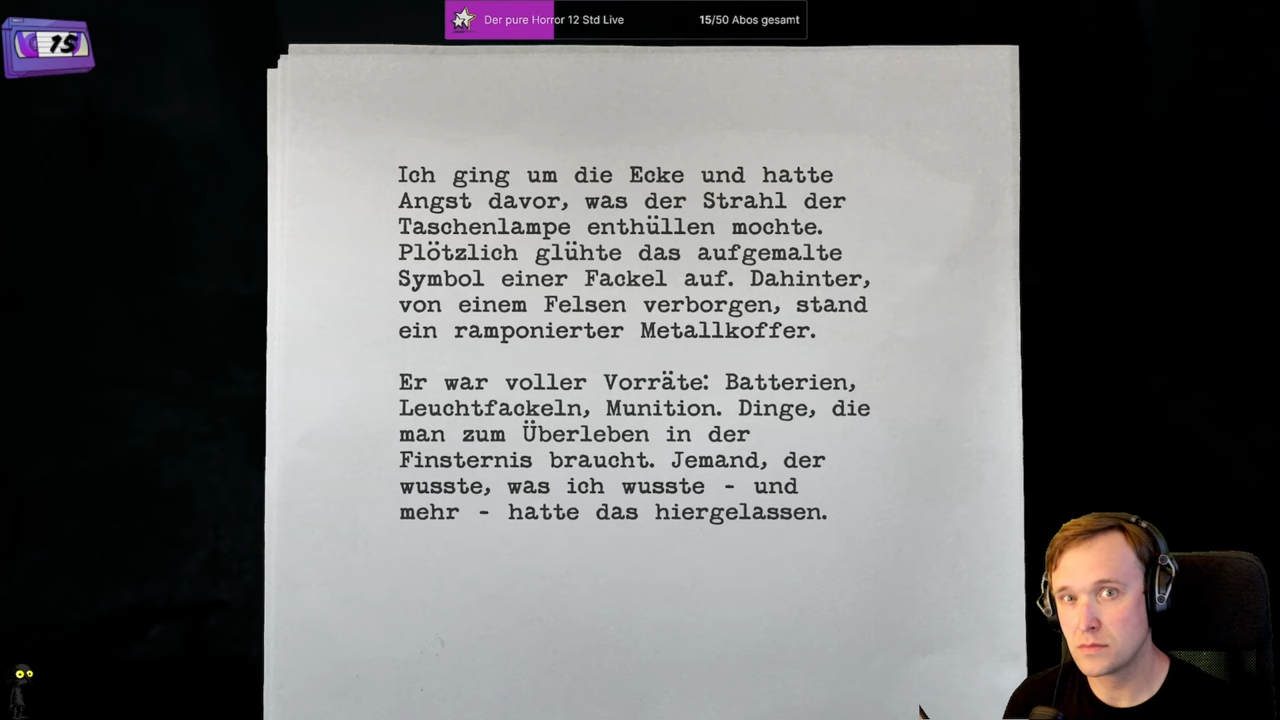 Der pure Horror 12 Std Live 15/50 Abos gesamt
15
Ich ging um die Ecke und hatte
Angst davor, was der Strahl der
Taschenlampe enthüllen mochte.
Plötzlich glühte das aufgemalte
Symbol einer Fackel auf. Dahinter,
von einem Felsen verborgen, stand
ein ramponierter Metallkoffer.
Er war voller Vorräte: Batterien,
Leuchtfackeln, Munition. Dinge, die
man zum Überleben in der
Finsternis braucht. Jemand, der
wusste, was ich wusste - und
mehr - hatte das hiergelassen.